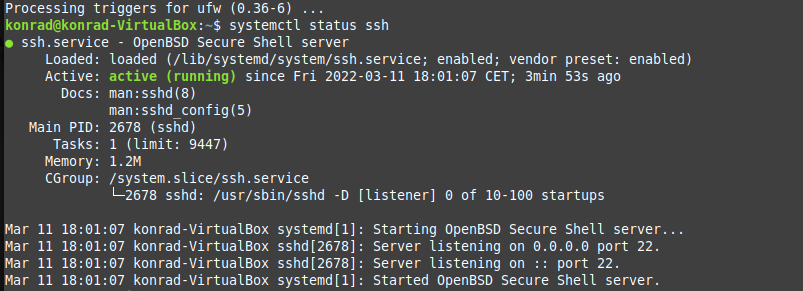 Processing triggers for ufw (0.36-6) ...
konrad@konrad-VirtualBox:~$ systemctl status ssh
● ssh.service - OpenBSD Secure Shell server
     Loaded: loaded (/lib/systemd/system/ssh.service; enabled; vendor preset: enabled)
     Active: active (running) since Fri 2022-03-11 18:01:07 CET; 3min 53s ago
       Docs: man:sshd(8)
             man:sshd_config(5)
   Main PID: 2678 (sshd)
      Tasks: 1 (limit: 9447)
     Memory: 1.2M
     CGroup: /system.slice/ssh.service
             └─2678 sshd: /usr/sbin/sshd -D [listener] 0 of 10-100 startups

Mar 11 18:01:07 konrad-VirtualBox systemd[1]: Starting OpenBSD Secure Shell server...
Mar 11 18:01:07 konrad-VirtualBox sshd[2678]: Server listening on 0.0.0.0 port 22.
Mar 11 18:01:07 konrad-VirtualBox sshd[2678]: Server listening on :: port 22.
Mar 11 18:01:07 konrad-VirtualBox systemd[1]: Started OpenBSD Secure Shell server.